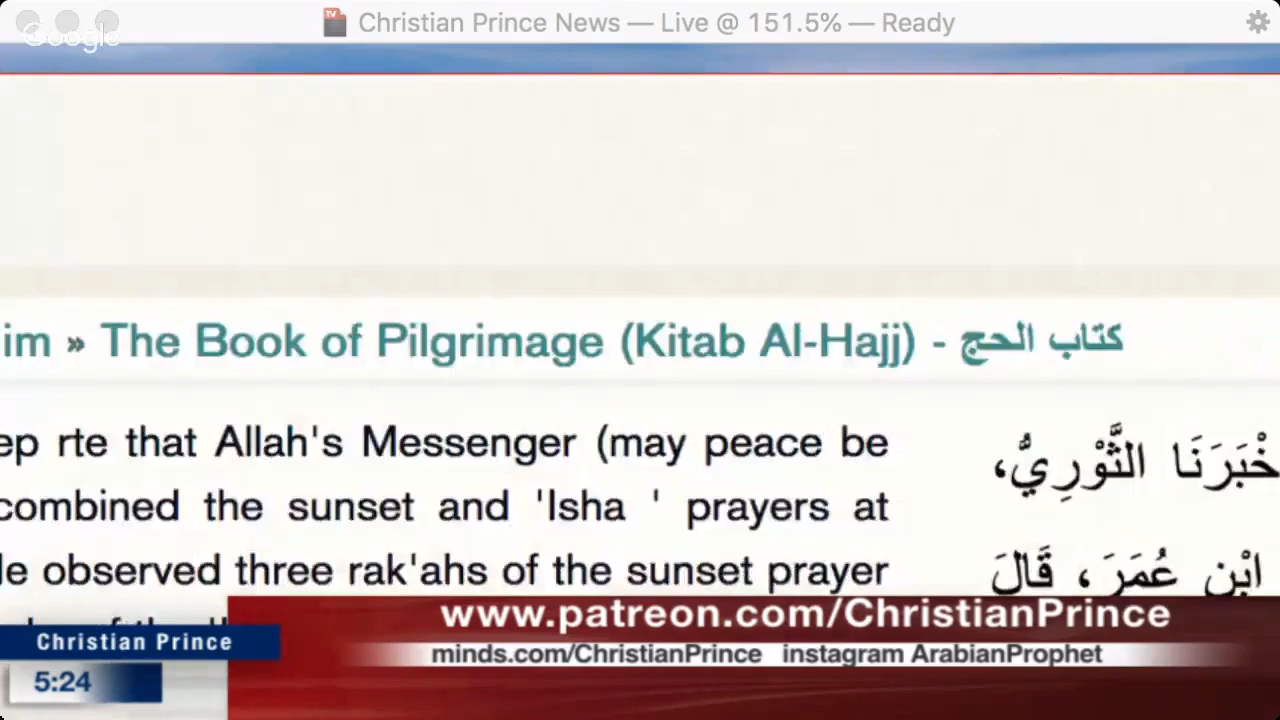 Christian Prince News — Live @ 151.5% — Ready
Google
im » The Book of Pilgrimage (Kitab Al-Hajj) - كتاب الحج
ep rte that Allah's Messenger (may peace be
خْبَرَنَا الثَّوْرِيُّ،
combined the sunset and 'Isha ' prayers at
le observed three rak'ahs of the sunset prayer
ابْنِ عُمَرَ، قَالَ
www.patreon.com/ChristianPrince
Christian Prince
minds.com/ChristianPrince instagram ArabianProphet
5:24